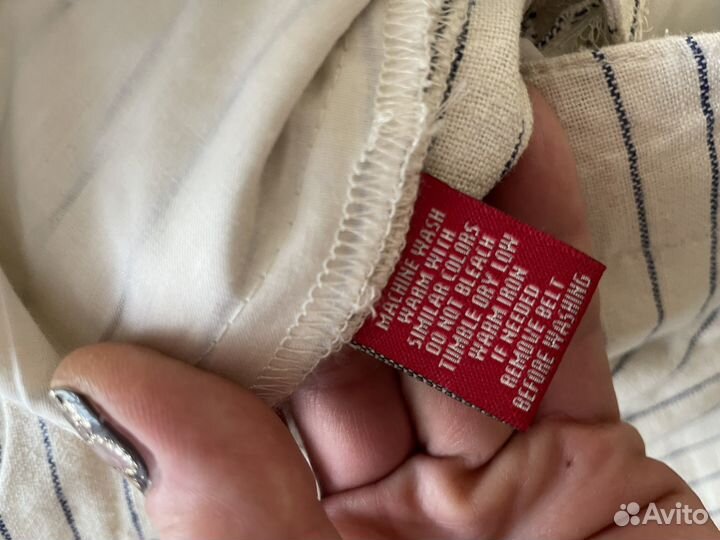 MACHINE WASH
WARM WITH
SIMILAR COLORS
DO NOT BLEACH
TUMBLE DRY LOW
WARM IRON
IF NEEDED
REMOVE BELT
BEFORE WASHING
Avito